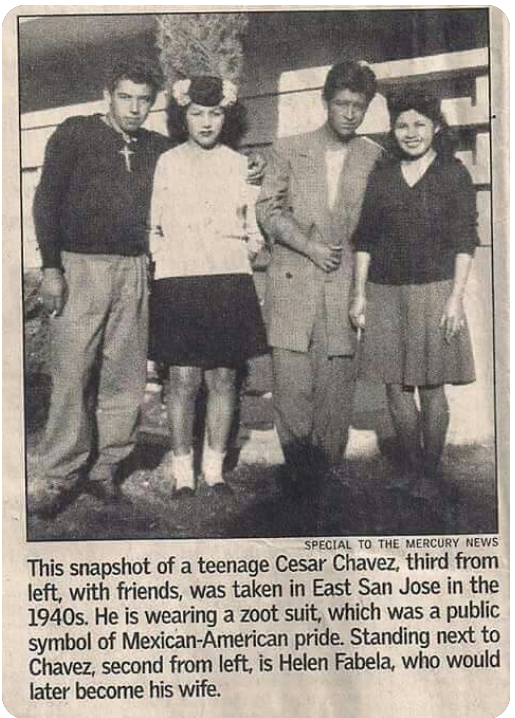 SPECIAL TO THE MERCURY NEWS
This snapshot of a teenage Cesar Chavez, third from
left, with friends, was taken in East San Jose in the
1940s. He is wearing a zoot suit, which was a public
symbol of Mexican-American pride. Standing next to
Chavez, second from left, is Helen Fabela, who would
later become his wife.